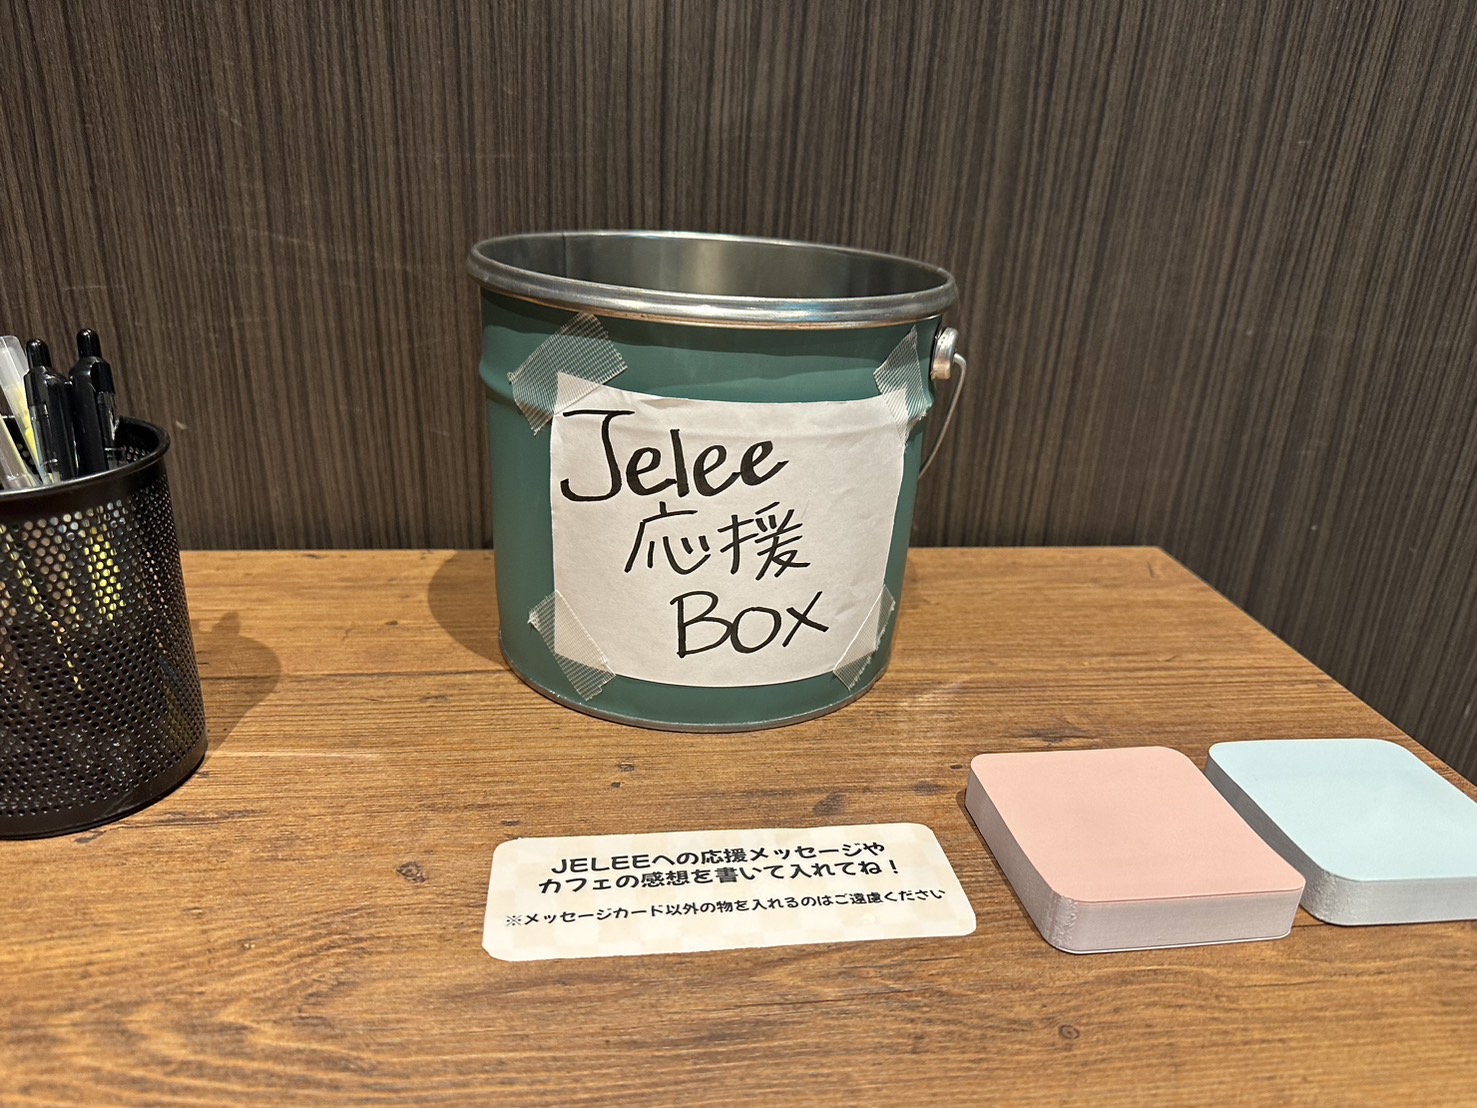 Jelee
応援
Box
JELEEへの応援メッセージや
カフェの感想を書いて入れてね！
※メッセージカード以外の物を入れるのはご遠慮ください